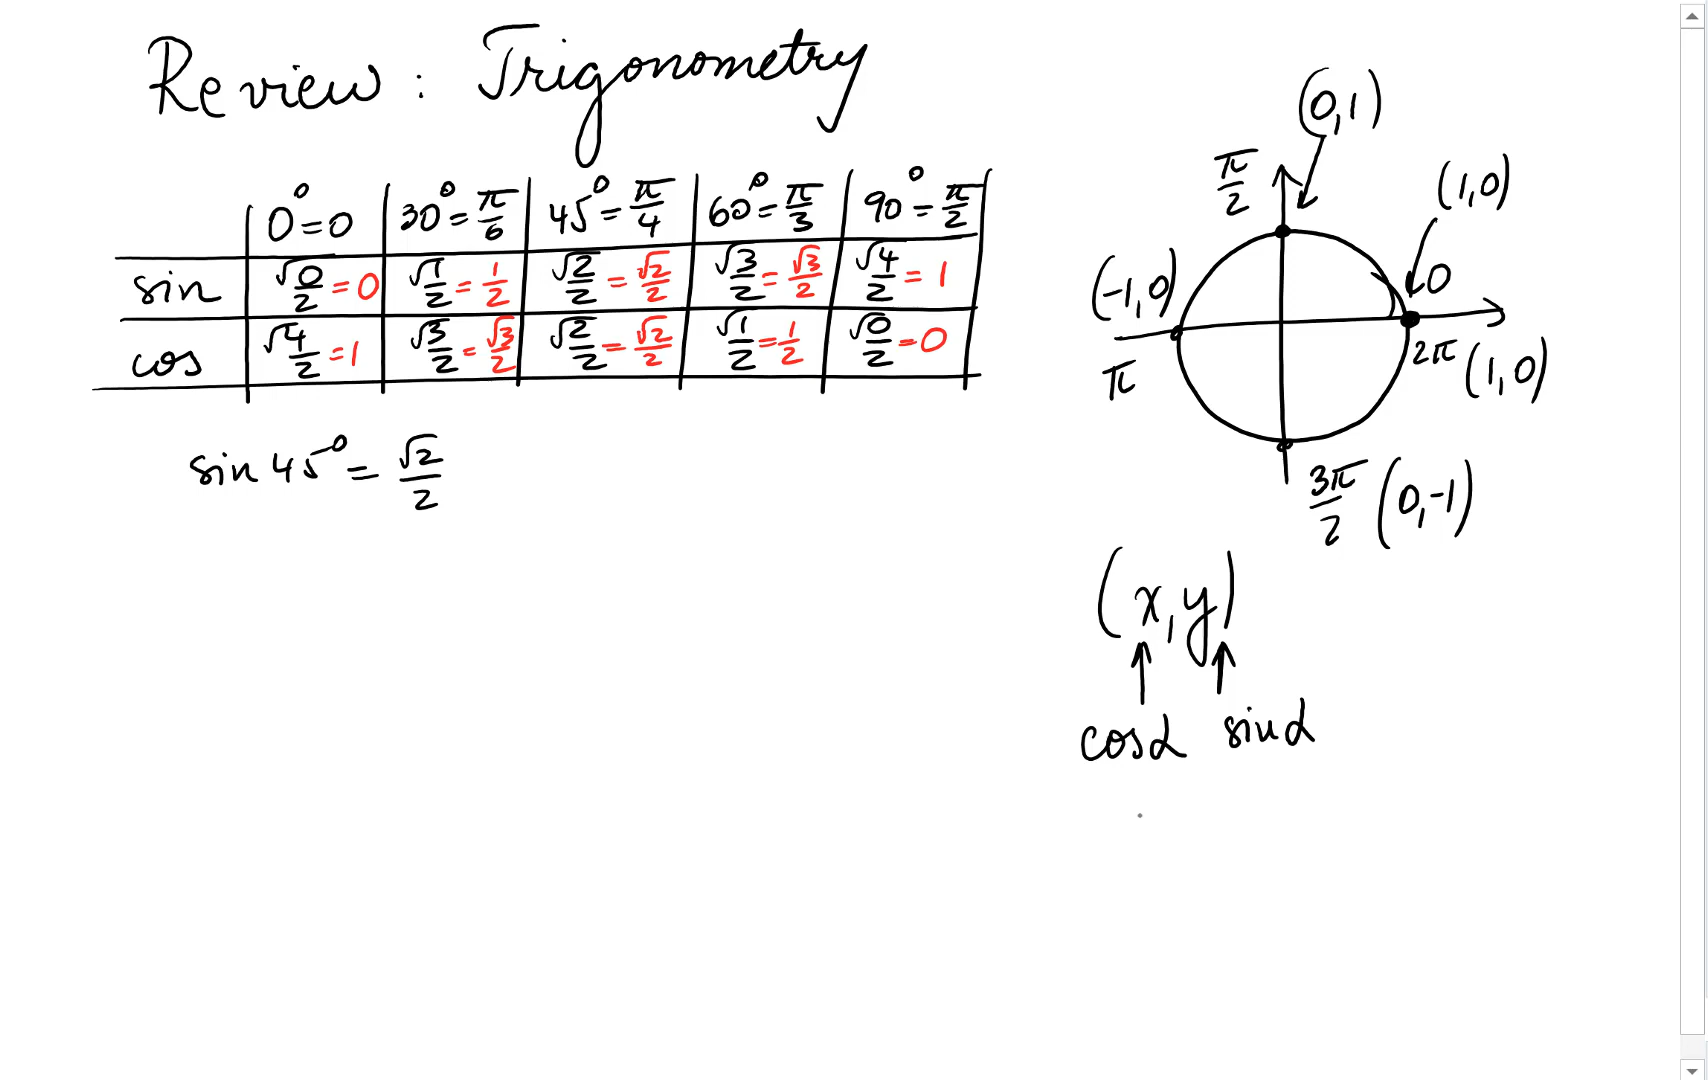 Review: Trigonometry
0° = 0 | 30° = π/6 | 45° = π/4 | 60° = π/3 | 90° = π/2
sin | √0/2 = 0 | √1/2 = 1/2 | √2/2 = √2/2 | √3/2 = √3/2 | √4/2 = 1
cos | √4/2 = 1 | √3/2 = √3/2 | √2/2 = √2/2 | √1/2 = 1/2 | √0/2 = 0
sin 45° = √2/2
(0,1)
π/2
(1,0)
(-1,0)
0
π
2π (1,0)
3π/2 (0,-1)
(x,y)
cosα sinα